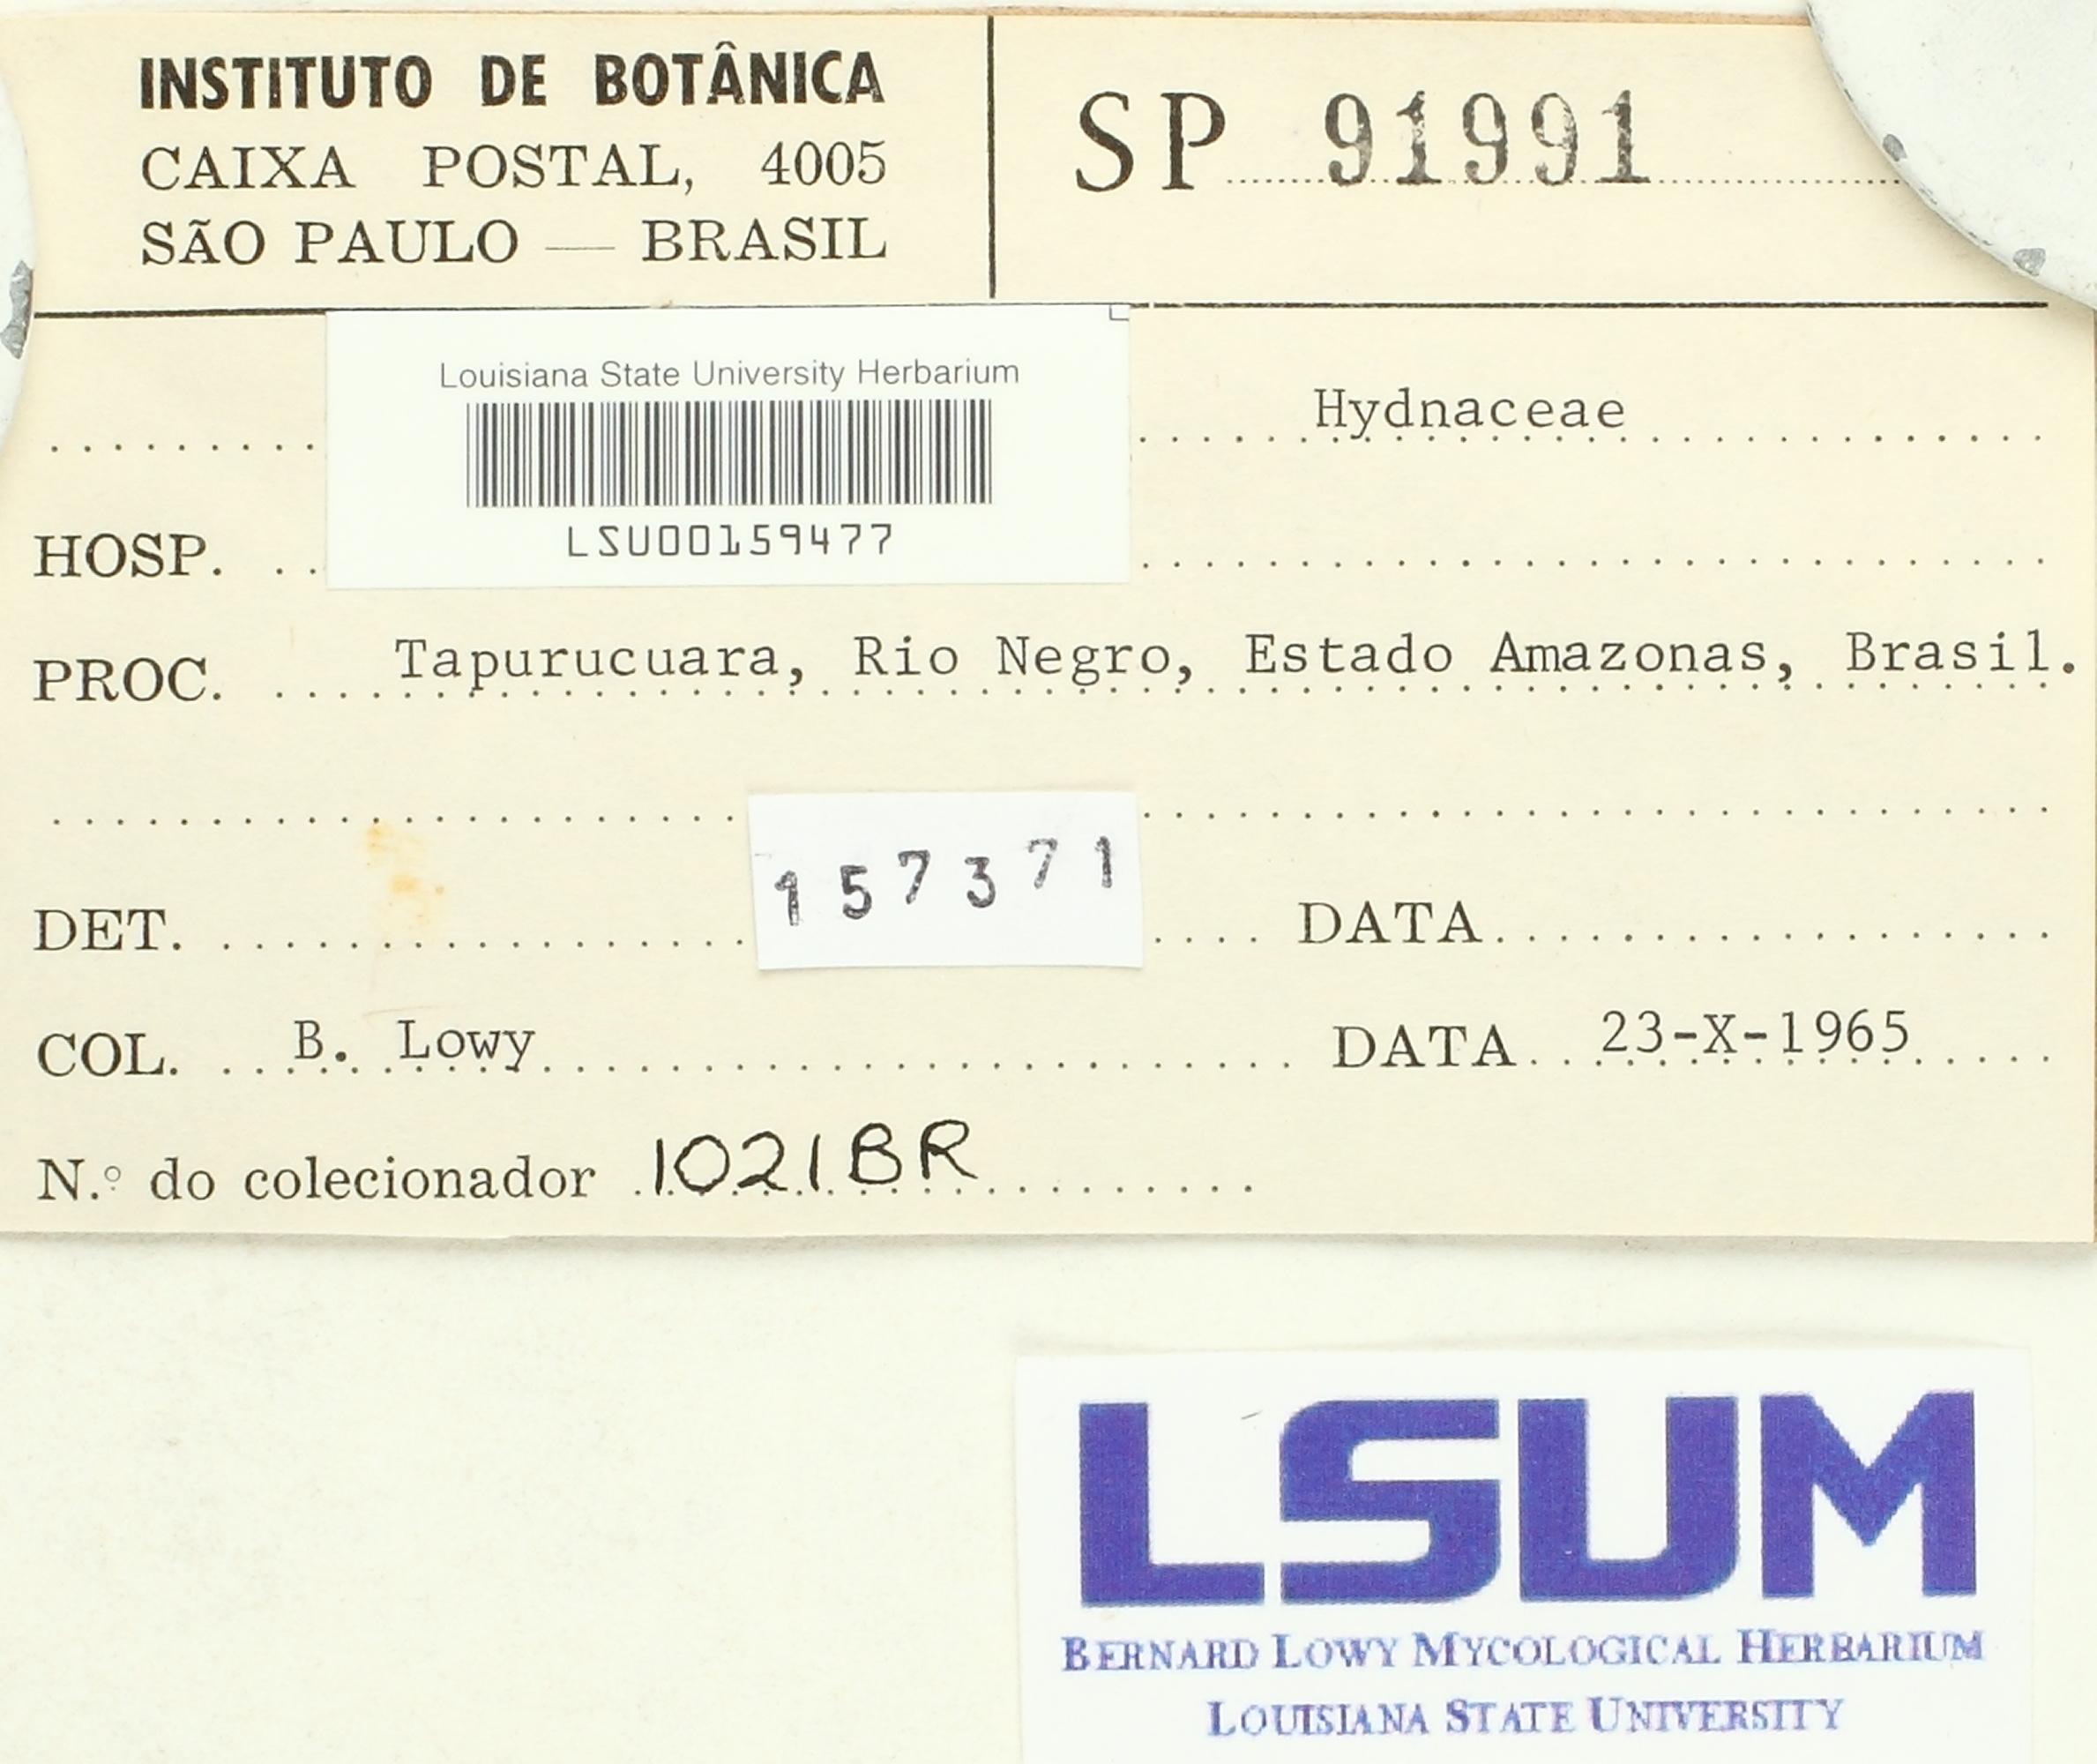 INSTITUTO DE BOTÂNICA
CAIXA POSTAL, 4005
SÃO PAULO — BRASIL
SP 91991
Louisiana State University Herbarium
LSU00159477
Hydnaceae
HOSP.
PROC. Tapurucuara, Rio Negro, Estado Amazonas, Brasil.
157371
DET. DATA
COL. B. Lowy DATA 23-X-1965
N.º do colecionador 1021BR
LSUM
BERNARD LOWY MYCOLOGICAL HERBARIUM
LOUISIANA STATE UNIVERSITY